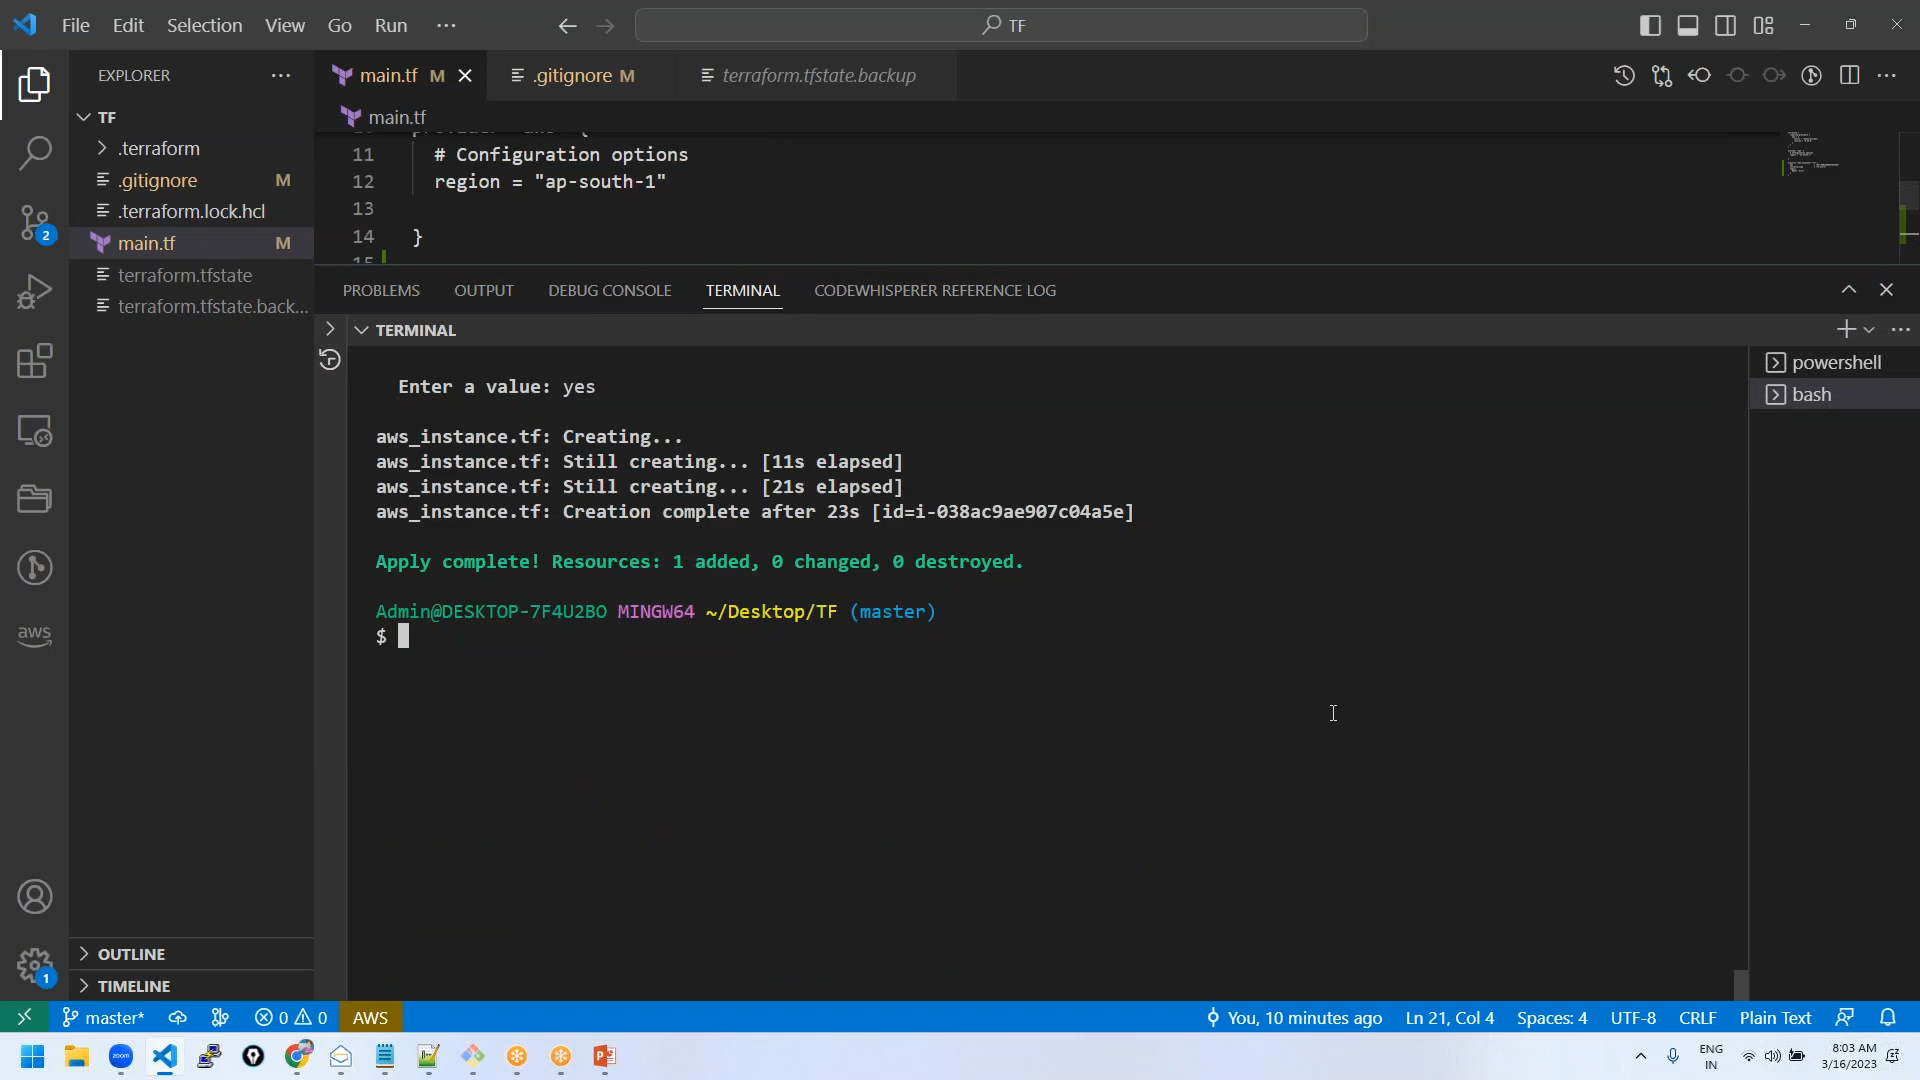 File Edit Selection View Go Run ··· TF
EXPLORER ···
main.tf M
.gitignore M
terraform.tfstate.backup
TF
.terraform
.gitignore M
.terraform.lock.hcl
main.tf M
terraform.tfstate
terraform.tfstate.back...
main.tf
11 # Configuration options
12 region = "ap-south-1"
13
14 }
15
PROBLEMS OUTPUT DEBUG CONSOLE TERMINAL CODEWHISPERER REFERENCE LOG
TERMINAL
powershell
bash
Enter a value: yes
aws_instance.tf: Creating...
aws_instance.tf: Still creating... [11s elapsed]
aws_instance.tf: Still creating... [21s elapsed]
aws_instance.tf: Creation complete after 23s [id=i-038ac9ae907c04a5e]
Apply complete! Resources: 1 added, 0 changed, 0 destroyed.
Admin@DESKTOP-7F4U2BO MINGW64 ~/Desktop/TF (master)
$
2
aws
1
OUTLINE
TIMELINE
master* 0 0 AWS You, 10 minutes ago Ln 21, Col 4 Spaces: 4 UTF-8 CRLF Plain Text
zoom
ENG
IN
8:03 AM
3/16/2023